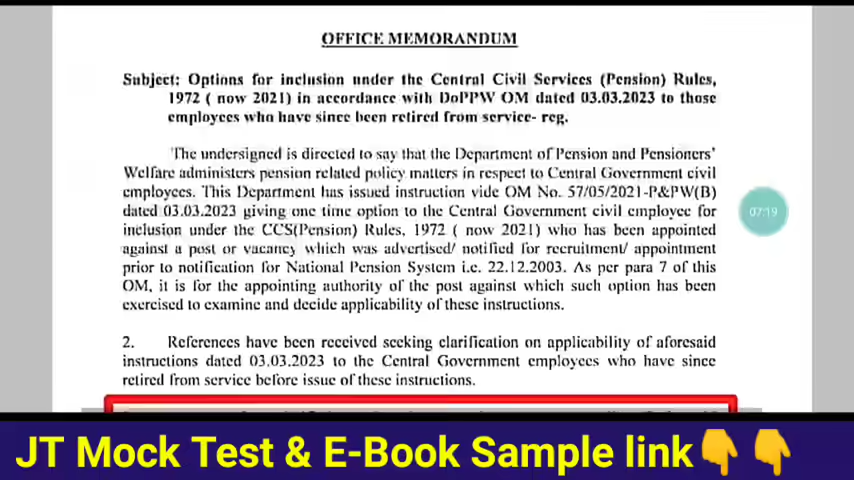 OFFICE MEMORANDUM
Subject: Options for inclusion under the Central Civil Services (Pension) Rules,
1972 ( now 2021) in accordance with DoPPW OM dated 03.03.2023 to those
employees who have since been retired from service- reg.
The undersigned is directed to say that the Department of Pension and Pensioners'
Welfare administers pension related policy matters in respect to Central Government civil
employees. This Department has issued instruction vide OM No. 57/05/2021-P&PW(B)
dated 03.03.2023 giving one time option to the Central Government civil employee for
07:19
inclusion under the CCS(Pension) Rules, 1972 ( now 2021) who has been appointed
against a post or vacancy which was advertised/ notified for recruitment/ appointment
prior to notification for National Pension System i.e. 22.12.2003. As per para 7 of this
OM, it is for the appointing authority of the post against which such option has been
exercised to examine and decide applicability of these instructions.
2. References have been received seeking clarification on applicability of aforesaid
instructions dated 03.03.2023 to the Central Government employees who have since
retired from service before issue of these instructions.
JT Mock Test & E-Book Sample link👇👇